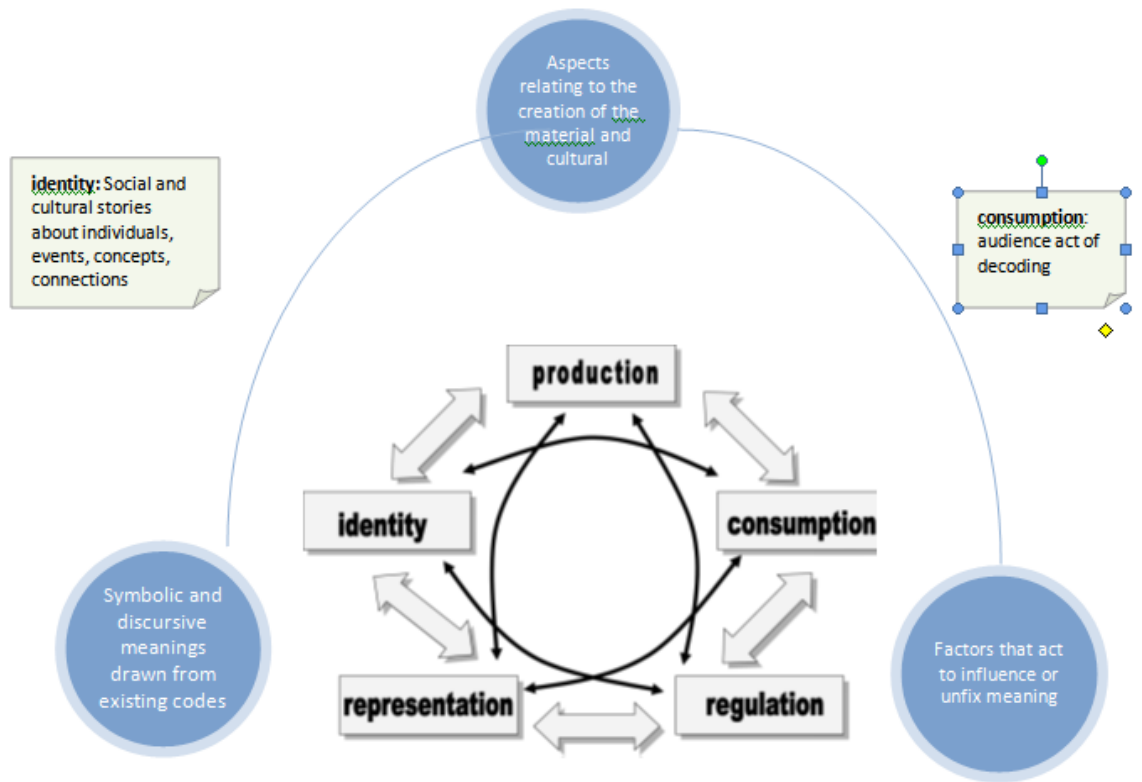 Aspects
relating to the
creation of the
material and
cultural
identity: Social and
cultural stories
about individuals,
events, concepts,
connections
consumption:
audience act of
decoding
production
identity
consumption
representation
regulation
Symbolic and
discursive
meanings
drawn from
existing codes
Factors that act
to influence or
unfix meaning